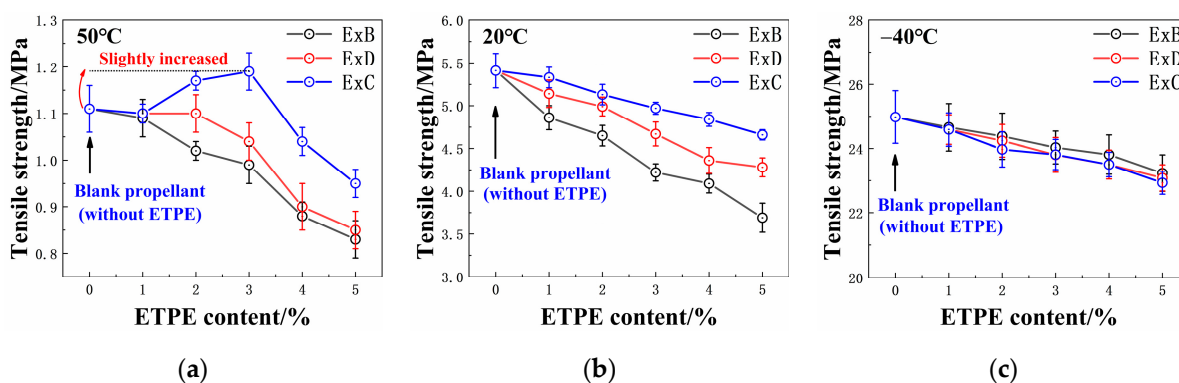 50℃
Slightly increased
ExB
ExD
ExC
Blank propellant
(without ETPE)
Tensile strength/MPa
1.3
1.2
1.1
1.0
0.9
0.8
0 1 2 3 4 5
ETPE content/%
(a)
20℃
ExB
ExD
ExC
Blank propellant
(without ETPE)
Tensile strength/MPa
6.0
5.5
5.0
4.5
4.0
3.5
3.0
0 1 2 3 4 5
ETPE content/%
(b)
−40℃
ExB
ExD
ExC
Blank propellant
(without ETPE)
Tensile strength/MPa
28
26
24
22
20
0 1 2 3 4 5
ETPE content/%
(c)